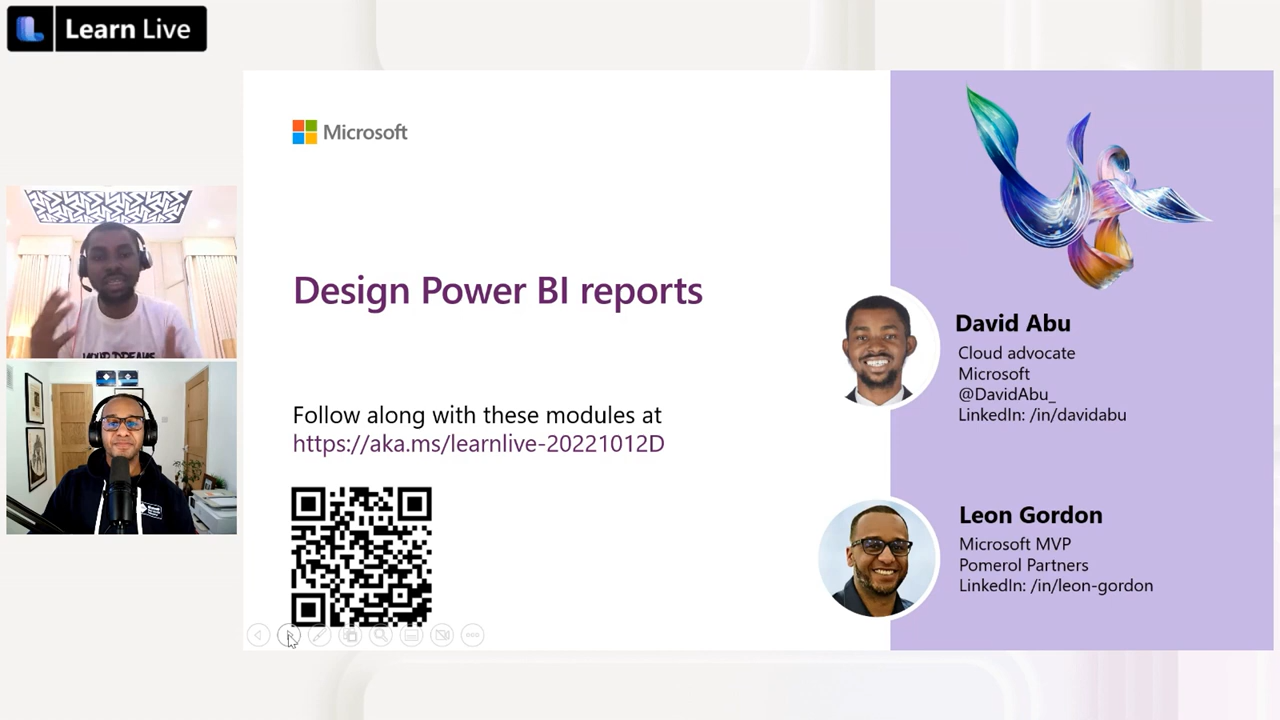 Learn Live
Microsoft
Design Power BI reports
Follow along with these modules at
https://aka.ms/learnlive-20221012D
David Abu
Cloud advocate
Microsoft
@DavidAbu_
LinkedIn: /in/davidabu
Leon Gordon
Microsoft MVP
Pomerol Partners
LinkedIn: /in/leon-gordon